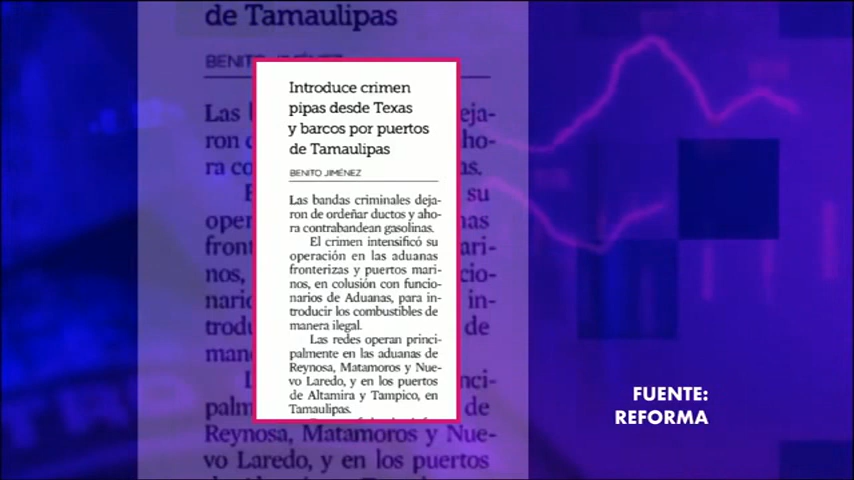 de Tamaulipas
Introduce crimen
pipas desde Texas
y barcos por puertos
de Tamaulipas
BENITO JIMÉNEZ
Las bandas criminales deja-
ron de ordeñar ductos y aho-
ra contrabandean gasolinas.
El crimen intensificó su
operación en las aduanas
fronterizas y puertos mari-
nos, en colusión con funcio-
narios de Aduanas, para in-
troducir los combustibles de
manera ilegal.
Las redes operan princi-
palmente en las aduanas de
Reynosa, Matamoros y Nue-
vo Laredo, y en los puertos
de Altamira y Tampico, en
Tamaulipas.
Reynosa, Matamoros y Nue-
vo Laredo, y en los puertos
FUENTE:
REFORMA